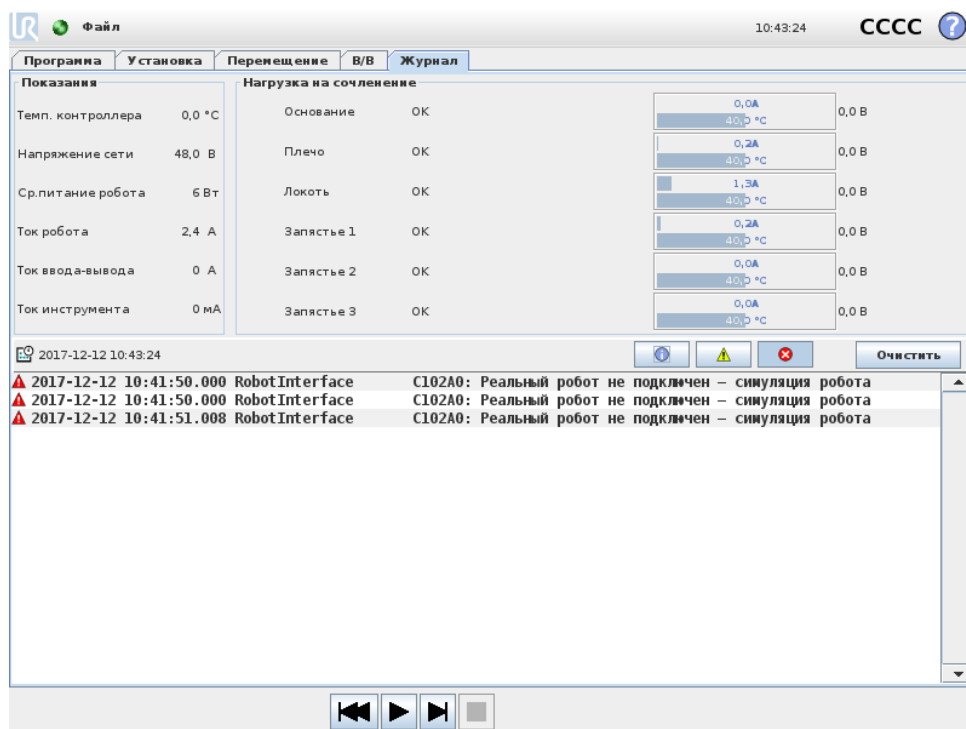 UR Файл 10:43:24 CCCC ?
Программа Установка Перемещение В/В Журнал
Показания
Темп. контроллера 0,0 °C
Напряжение сети 48,0 В
Ср.питание робота 6 Вт
Ток робота 2,4 А
Ток ввода-вывода 0 А
Ток инструмента 0 мА
Нагрузка на сочленение
Основание OK 0,0A 40,0 °C 0,0 В
Плечо OK 0,2A 40,0 °C 0,0 В
Локоть OK 1,3A 40,0 °C 0,0 В
Запястье 1 OK 0,2A 40,0 °C 0,0 В
Запястье 2 OK 0,0A 40,0 °C 0,0 В
Запястье 3 OK 0,0A 40,0 °C 0,0 В
2017-12-12 10:43:24 Очистить
2017-12-12 10:41:50.000 RobotInterface C102A0: Реальный робот не подключен – симуляция робота
2017-12-12 10:41:50.000 RobotInterface C102A0: Реальный робот не подключен – симуляция робота
2017-12-12 10:41:51.008 RobotInterface C102A0: Реальный робот не подключен – симуляция робота